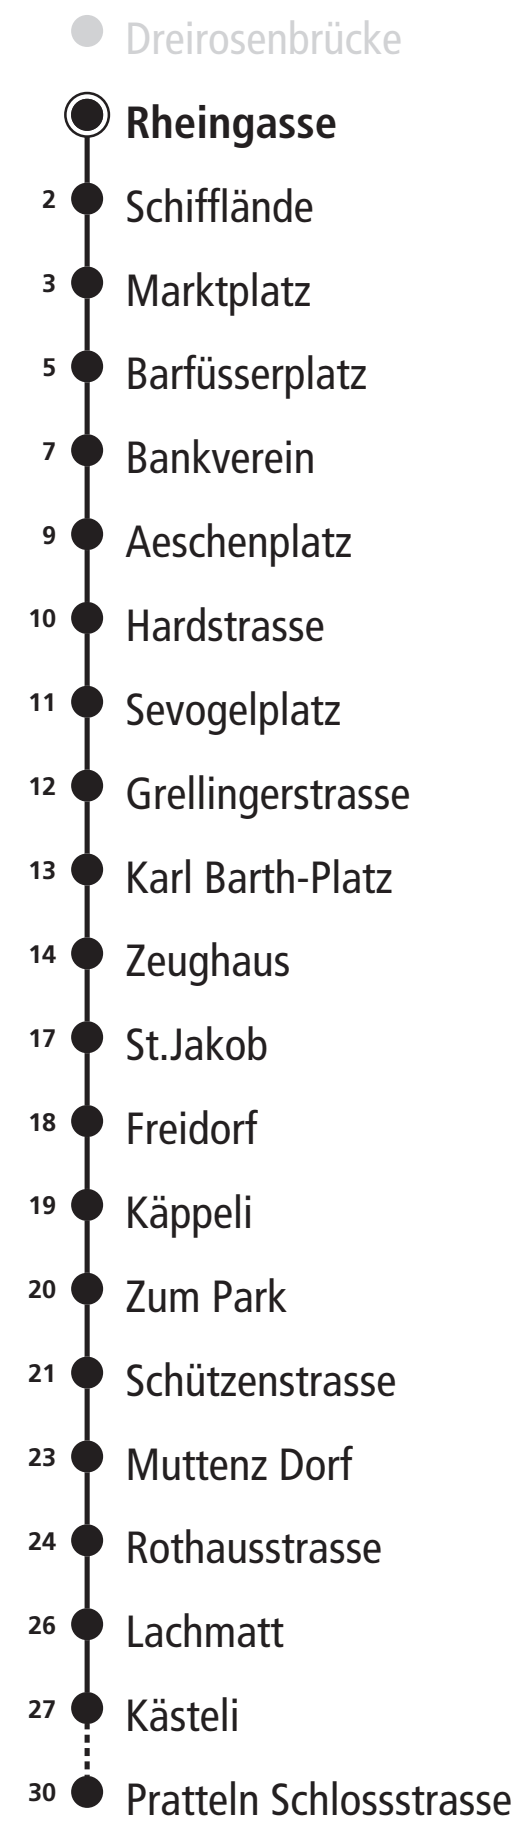 Dreirosenbrücke
Rheingasse
2 Schifflände
3 Marktplatz
5 Barfüsserplatz
7 Bankverein
9 Aeschenplatz
10 Hardstrasse
11 Sevogelplatz
12 Grellingerstrasse
13 Karl Barth-Platz
14 Zeughaus
17 St.Jakob
18 Freidorf
19 Käppeli
20 Zum Park
21 Schützenstrasse
23 Muttenz Dorf
24 Rothausstrasse
26 Lachmatt
27 Kästeli
30 Pratteln Schlossstrasse